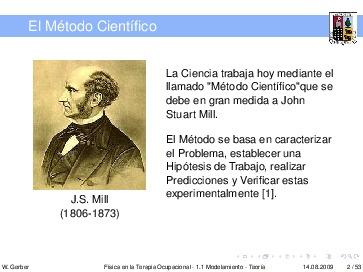 El Método Científico
La Ciencia trabaja hoy mediante el
llamado "Método Científico"que se
debe en gran medida a John
Stuart Mill.
El Método se basa en caracterizar
el Problema, establecer una
Hipótesis de Trabajo, realizar
Predicciones y Verificar estas
experimentalmente [1].
J.S. Mill
(1806-1873)
W. Gerber Física en la Terapia Ocupacional - 1.1 Modelamiento - Teoría 14.08.2009 2 / 53